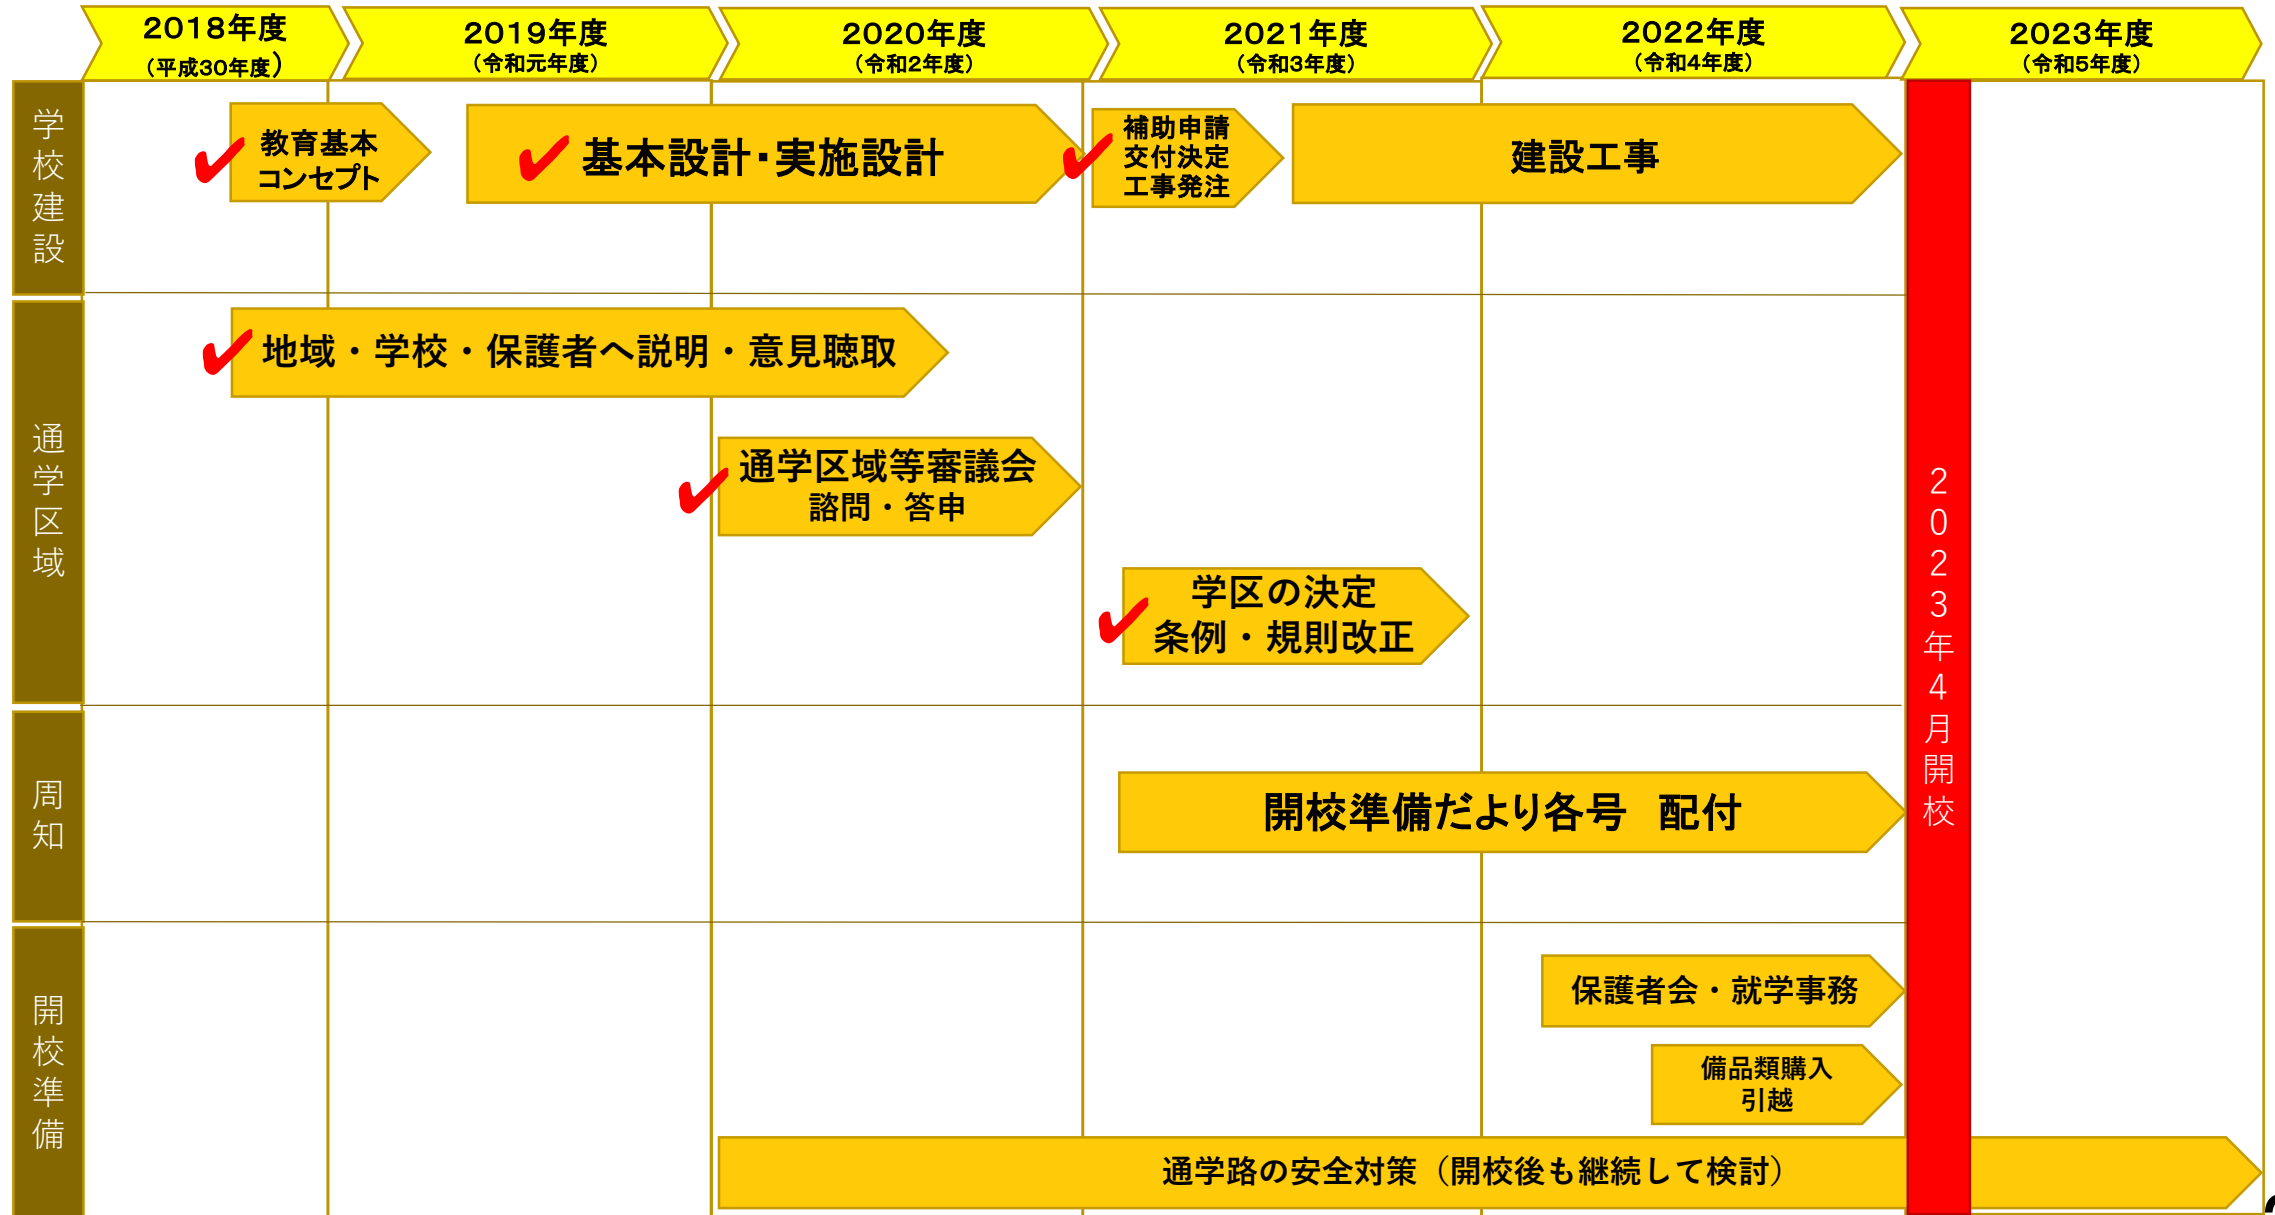 2018年度
（平成30年度）
2019年度
（令和元年度）
2020年度
（令和2年度）
2021年度
（令和3年度）
2022年度
（令和4年度）
2023年度
（令和5年度）
学校建設
教育基本
コンセプト
基本設計・実施設計
補助申請
交付決定
工事発注
建設工事
通学区域
地域・学校・保護者へ説明・意見聴取
通学区域等審議会
諮問・答申
学区の決定
条例・規則改正
周知
開校準備だより各号　配付
開校準備
保護者会・就学事務
備品類購入
引越
通学路の安全対策（開校後も継続して検討）
2023年4月開校